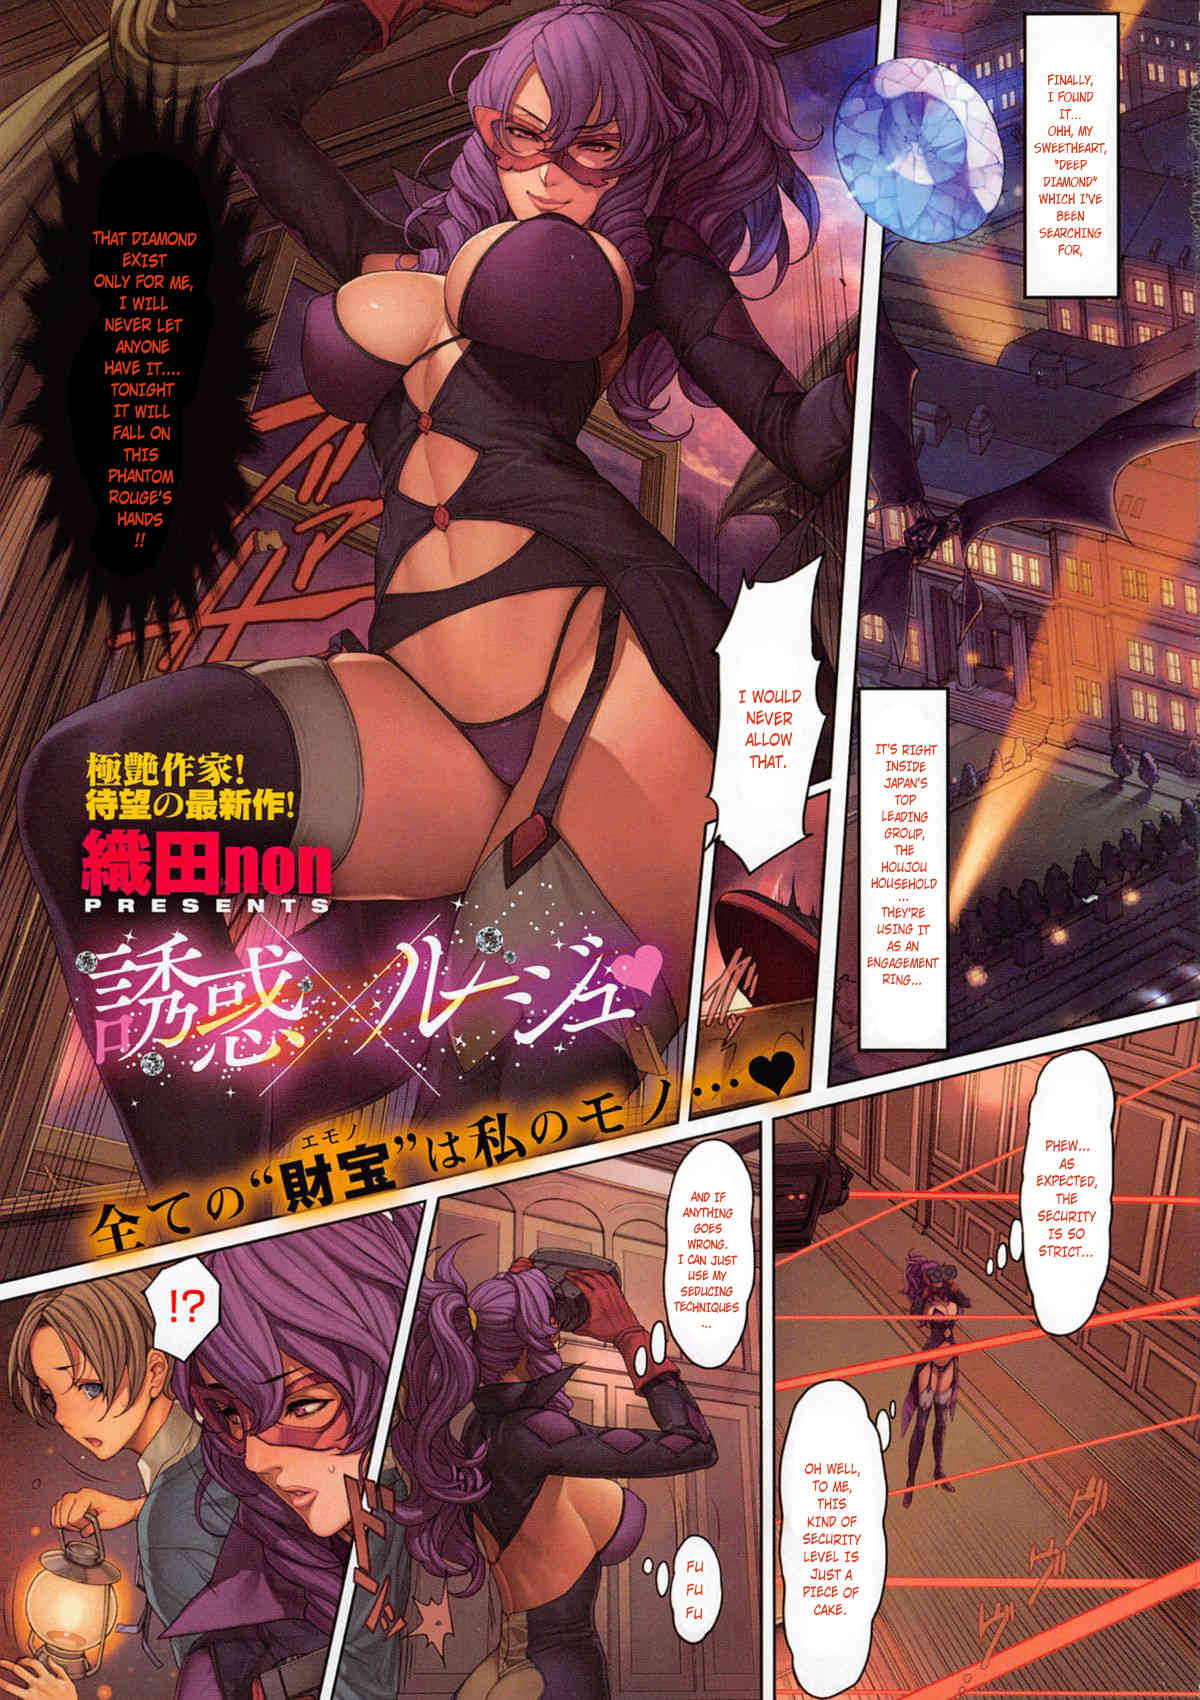 FINALLY,
I FOUND
IT...
OHH, MY
SWEETHEART,
"DEEP
DIAMOND"
WHICH I'VE
BEEN
SEARCHING
FOR,
IT'S RIGHT
INSIDE
JAPAN'S
TOP
LEADING
GROUP,
THE
HOUJOU
HOUSEHOLD
...
THEY'RE
USING IT
AS AN
ENGAGEMENT
RING...
I WOULD
NEVER
ALLOW
THAT.
THAT DIAMOND
EXIST
ONLY FOR ME,
I WILL
NEVER LET
ANYONE
HAVE IT....
TONIGHT
IT WILL
FALL ON
THIS
PHANTOM
ROUGE'S
HANDS
!!
極艶作家!
待望の最新作!
織田non
PRESENTS
誘惑×ルージュ♥
エモノ
全ての“財宝”は私のモノ…♥
PHEW...
AS
EXPECTED,
THE
SECURITY
IS SO
STRICT...
OH WELL,
TO ME,
THIS
KIND OF
SECURITY
LEVEL IS
JUST A
PIECE OF
CAKE.
AND IF
ANYTHING
GOES
WRONG.
I CAN JUST
USE MY
SEDUCING
TECHNIQUES
...
FU
FU
FU
!?